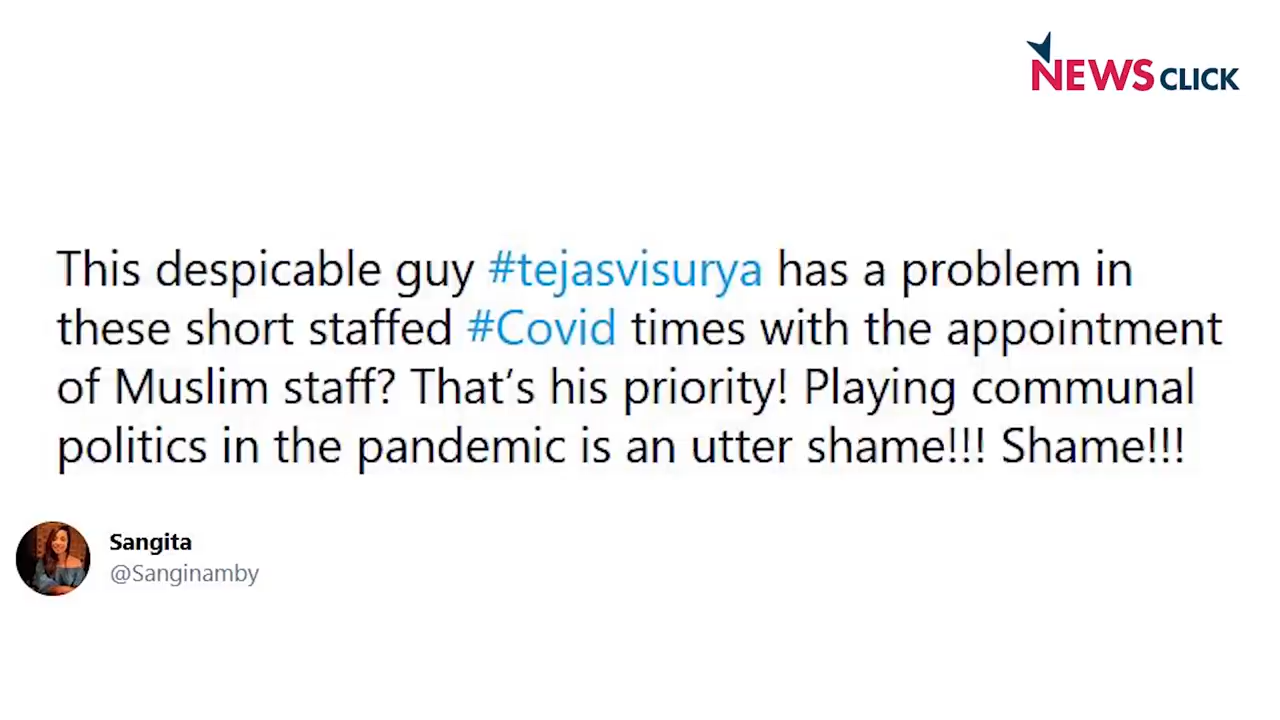 NEWS CLICK
This despicable guy #tejasvisurya has a problem in
these short staffed #Covid times with the appointment
of Muslim staff? That's his priority! Playing communal
politics in the pandemic is an utter shame!!! Shame!!!
Sangita
@Sanginamby